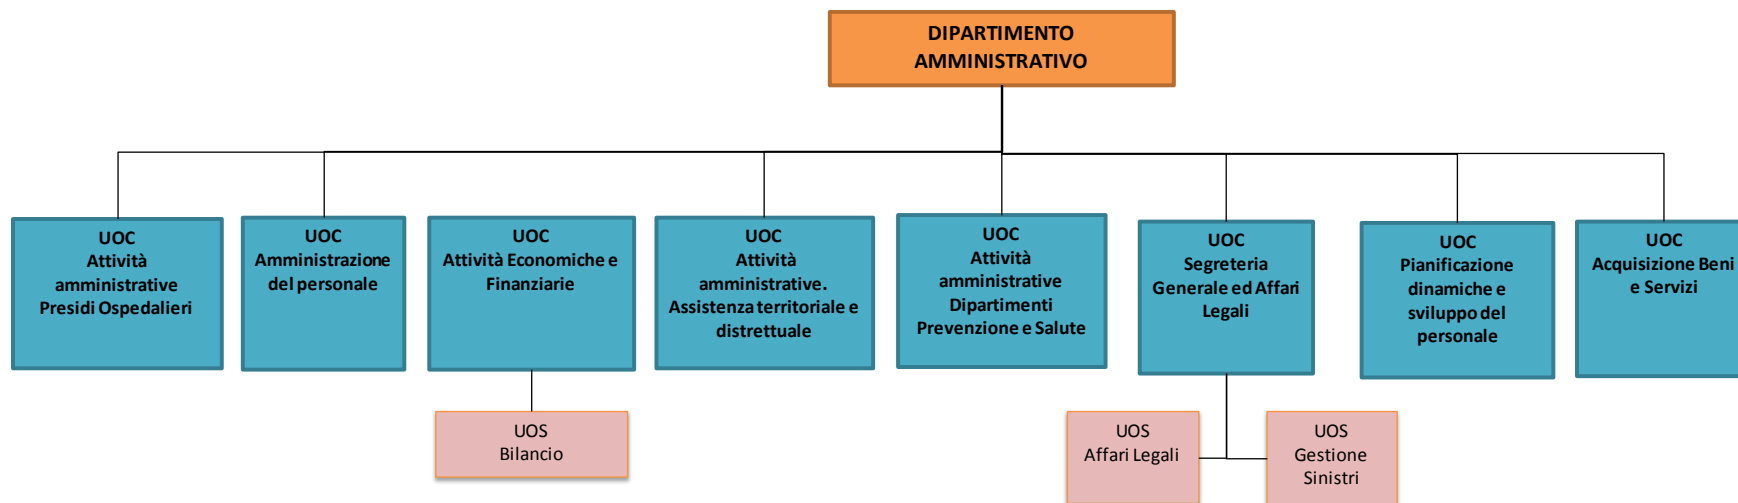 DIPARTIMENTO
AMMINISTRATIVO
UOC
Attività
amministrative
Presidi Ospedalieri
UOC
Amministrazione
del personale
UOC
Attività Economiche e
Finanziarie
UOC
Attività
amministrative.
Assistenza territoriale e
distrettuale
UOC
Attività
amministrative
Dipartimenti
Prevenzione e Salute
UOC
Segreteria
Generale ed Affari
Legali
UOC
Pianificazione
dinamiche e
sviluppo del
personale
UOC
Acquisizione Beni
e Servizi
UOS
Bilancio
UOS
Affari Legali
UOS
Gestione
Sinistri